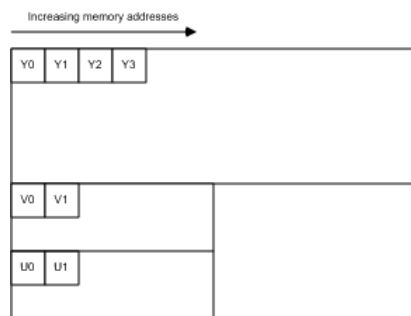 Increasing memory addresses
Y0 Y1 Y2 Y3
V0 V1
U0 U1